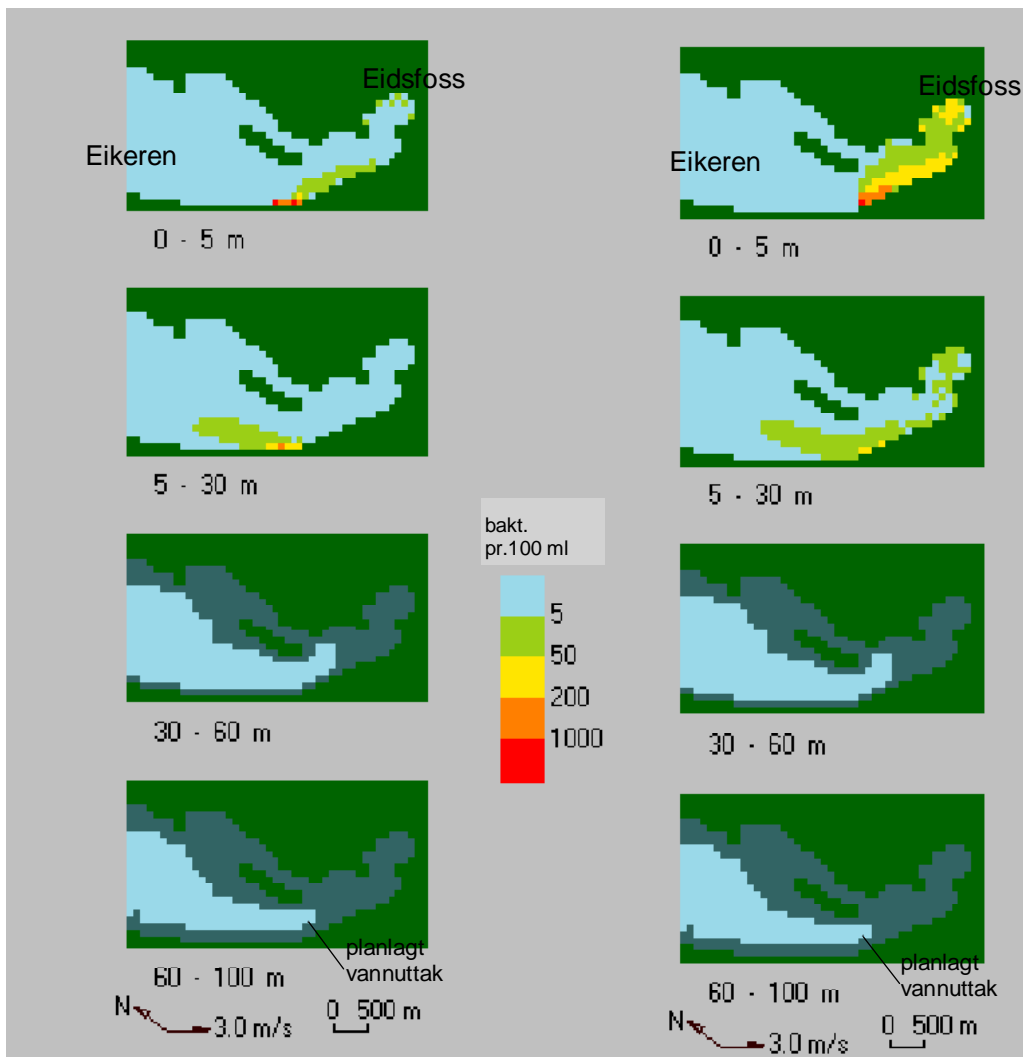 Eidsfoss
Eikeren
0 - 5 m
5 - 30 m
30 - 60 m
planlagt
vannuttak
60 - 100 m
N
3.0 m/s
0 500 m
bakt.
pr.100 ml
5
50
200
1000
Eidsfoss
Eikeren
0 - 5 m
5 - 30 m
30 - 60 m
planlagt
vannuttak
60 - 100 m
N
3.0 m/s
0 500 m